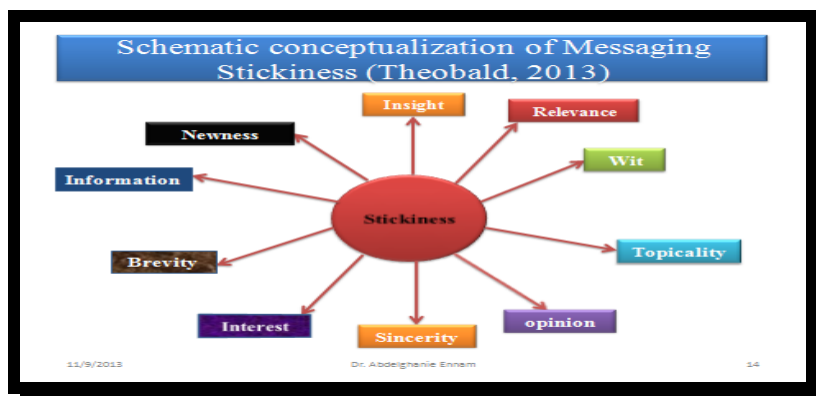 Schematic conceptualization of Messaging
Stickiness (Theobald, 2013)
Insight
Relevance
Newness
Wit
Information
Stickiness
Topicality
Brevity
opinion
Interest
Sincerity
11/9/2013
Dr. Abdelghanie Ennam
14